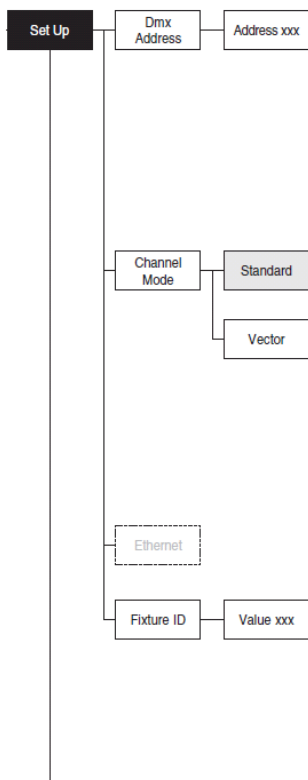 Set Up
Dmx
Address
Address xxx
Channel
Mode
Standard
Vector
Ethernet
Fixture ID
Value xxx